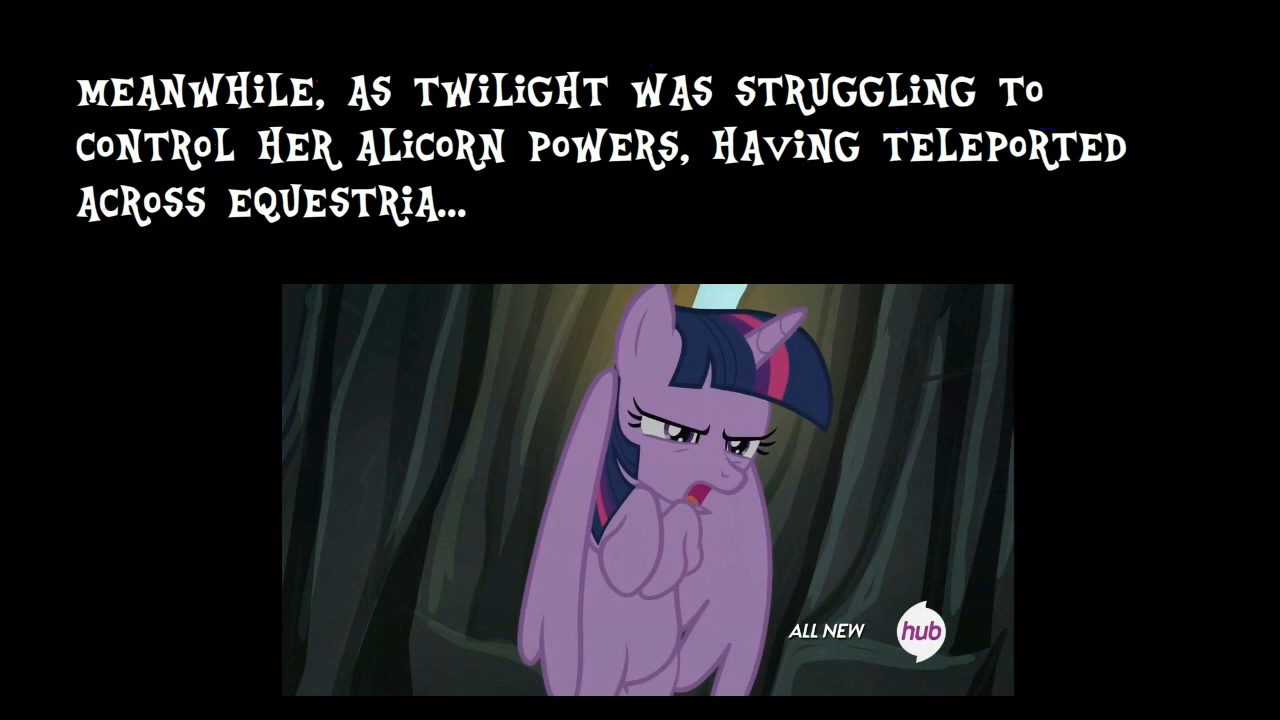 MEANWHILE, AS TWILIGHT WAS STRUGGLING TO
CONTROL HER ALICORN POWERS, HAVING TELEPORTED
ACROSS EQUESTRIA...
ALL NEW hub